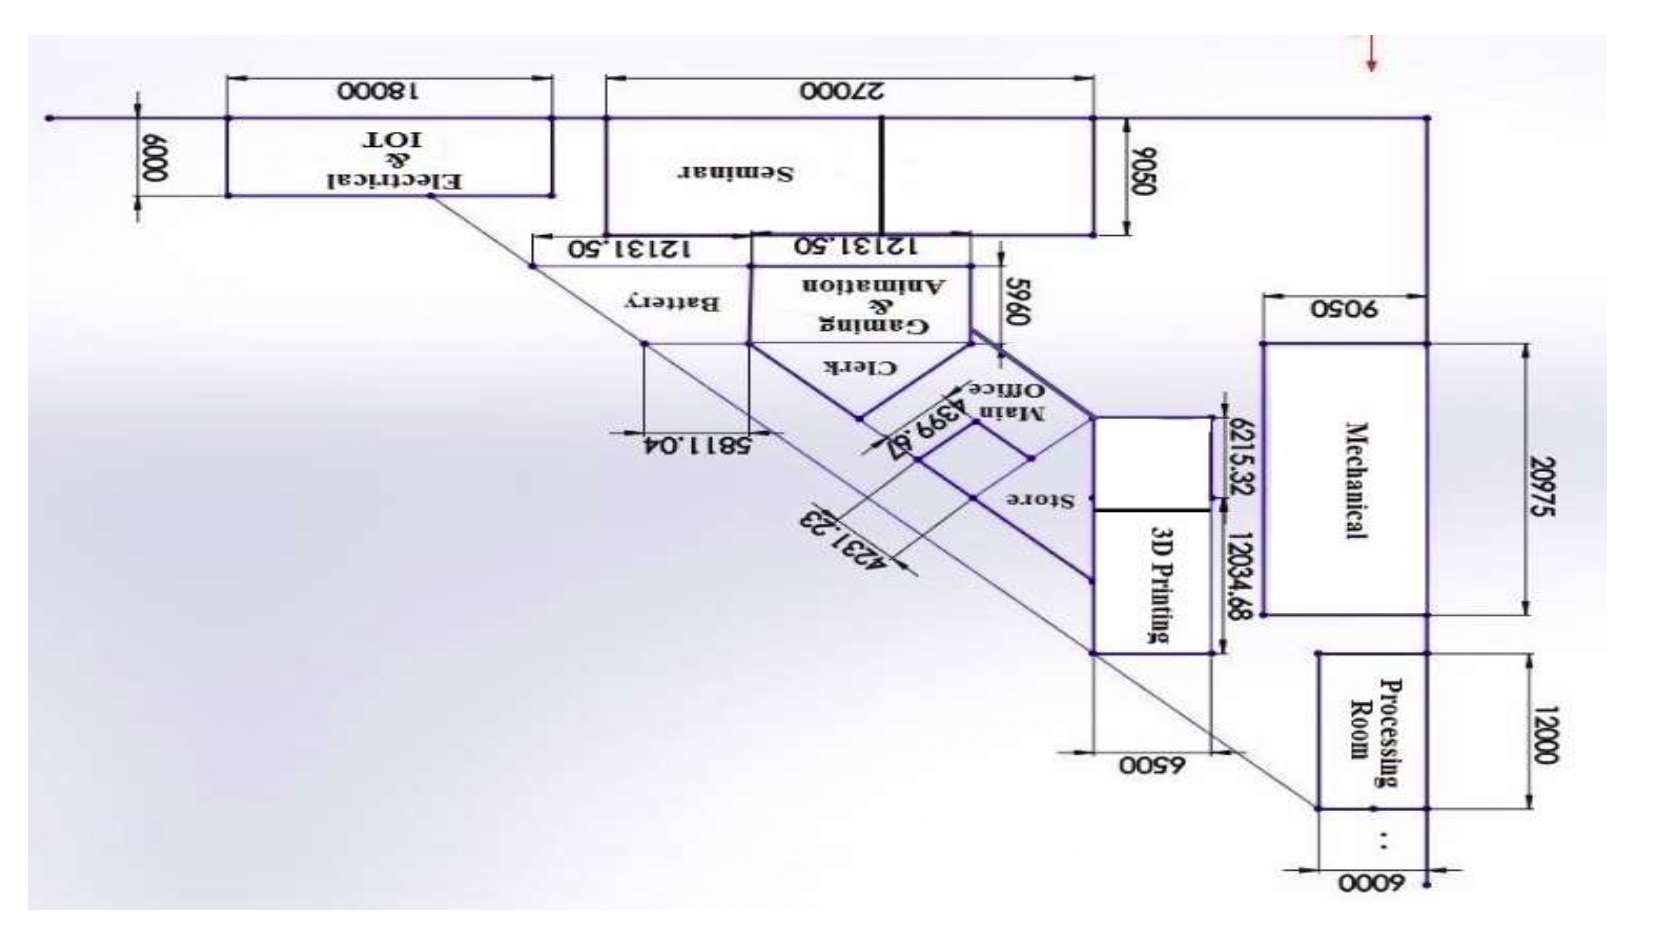 18000
27000
6000
Electrical
&
IOT
Seminar
9050
12131.50
12131.50
Battery
Gaming
&
Animation
5960
9050
Clerk
Main
Office
4399.67
5811.04
6215.32
Mechanical
20975
Store
4231.23
3D Printing
12034.68
Processing
Room
12000
6500
6000